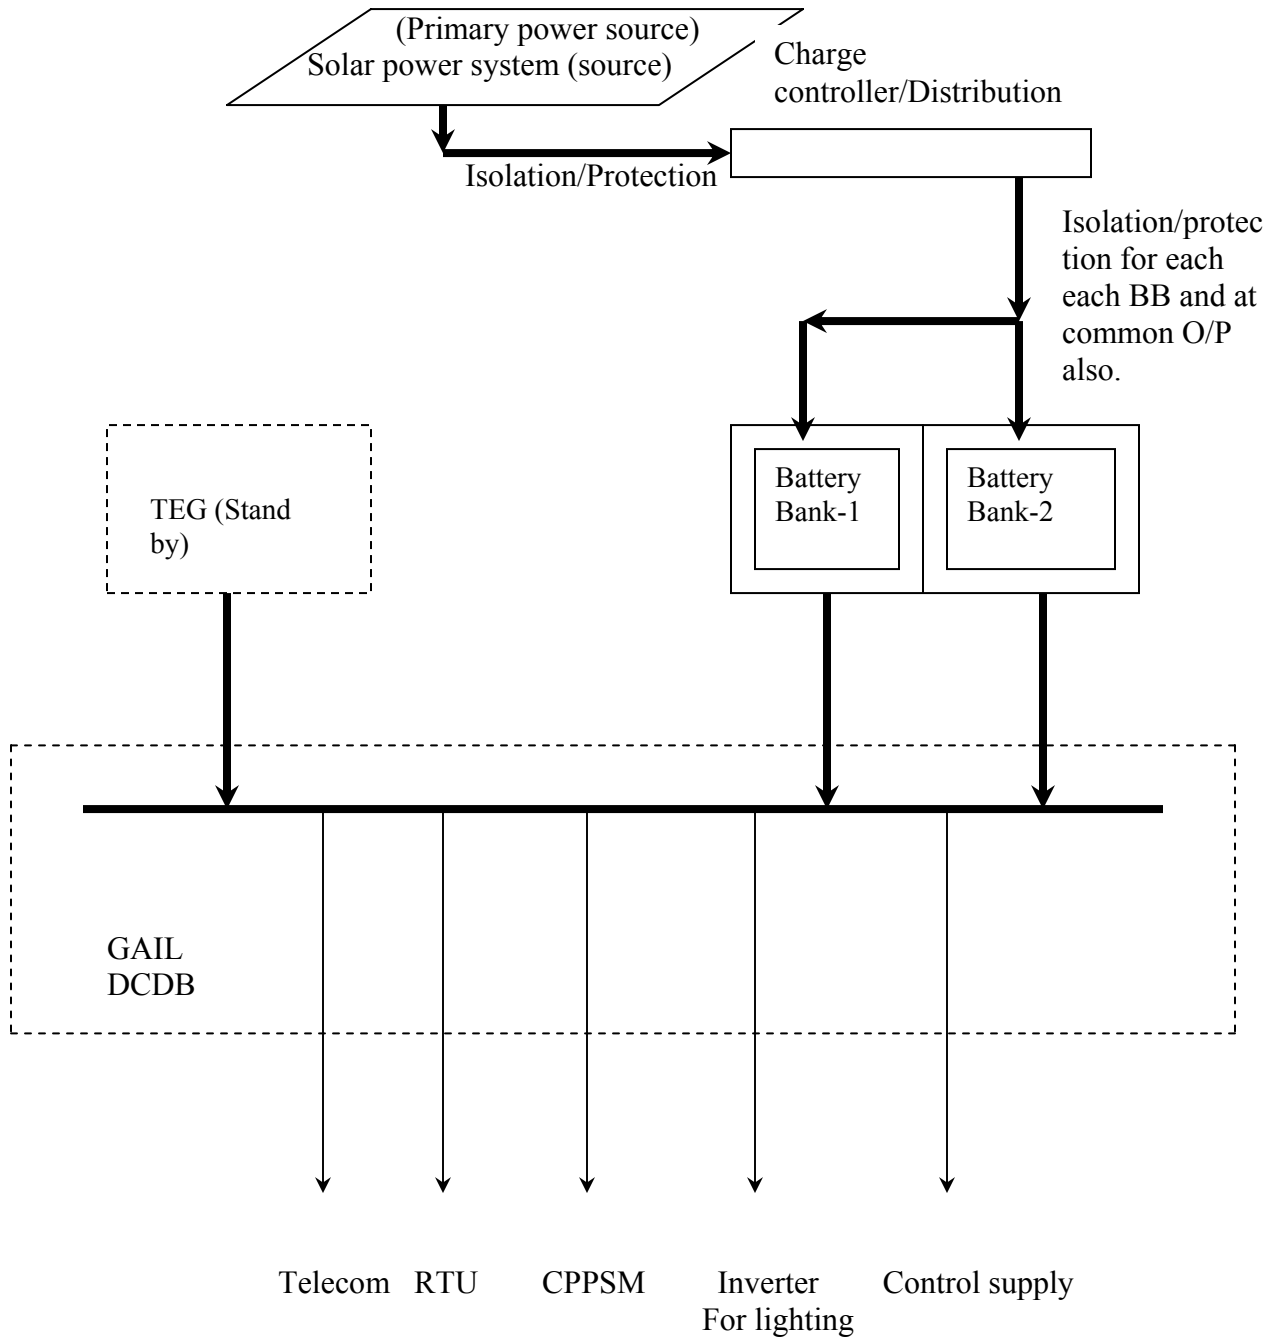 (Primary power source)
Solar power system (source)
Charge
controller/Distribution
Isolation/Protection
Isolation/protec
tion for each
each BB and at
common O/P
also.
TEG (Stand
by)
Battery
Bank-1
Battery
Bank-2
GAIL
DCDB
Telecom
RTU
CPPSM
Inverter
For lighting
Control supply